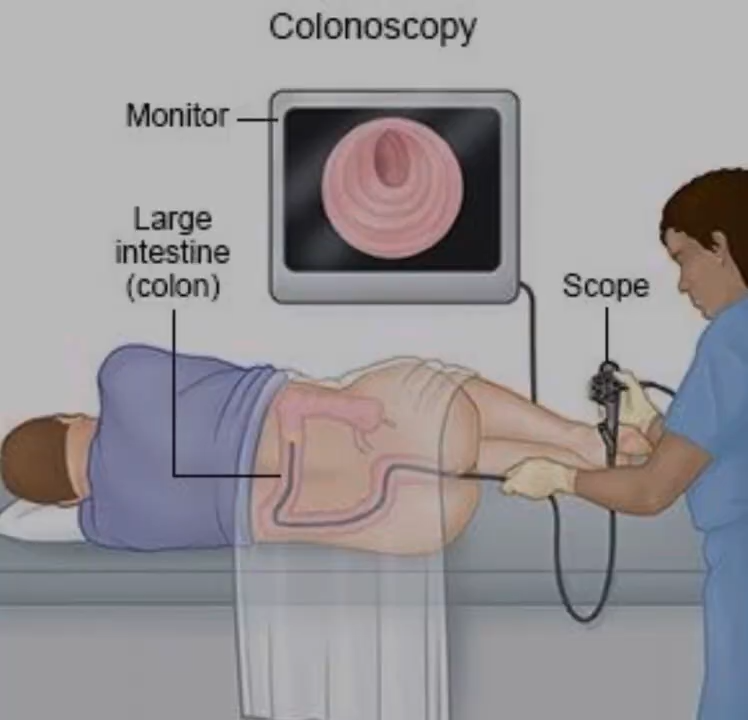 Colonoscopy
Monitor
Large
intestine
(colon)
Scope